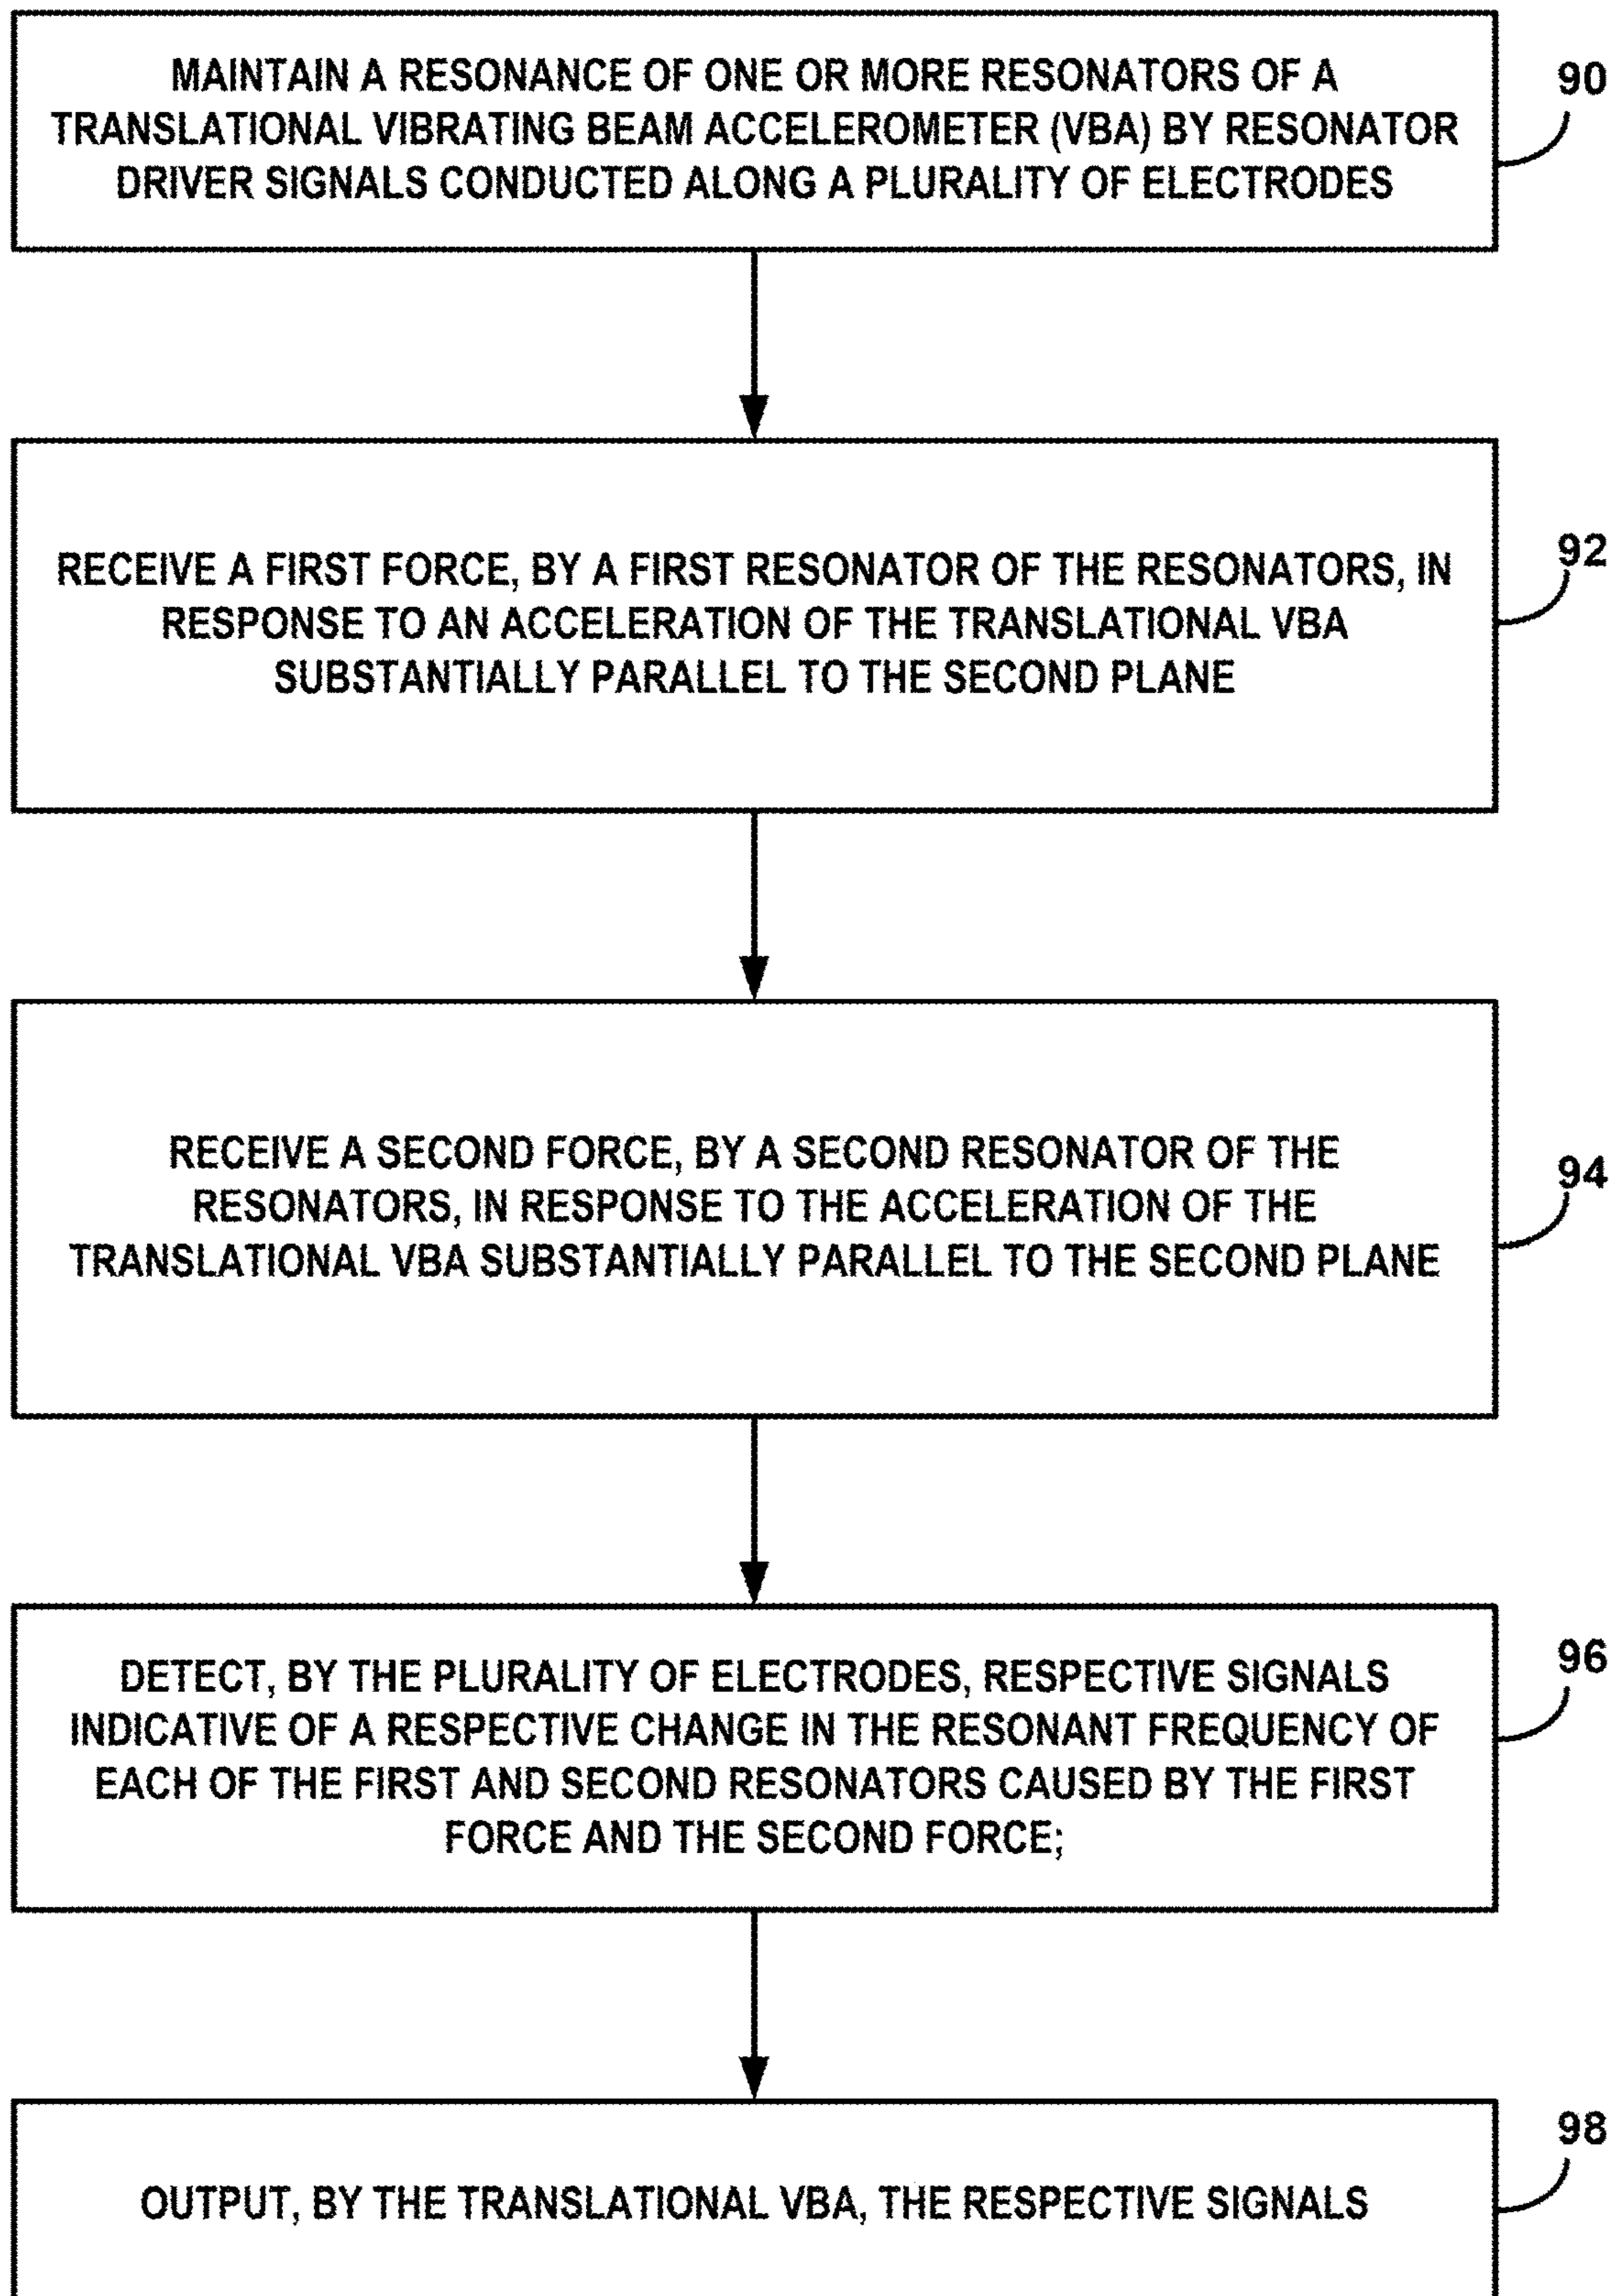 MAINTAIN A RESONANCE OF ONE OR MORE RESONATORS OF A
TRANSLATIONAL VIBRATING BEAM ACCELEROMETER (VBA) BY RESONATOR
DRIVER SIGNALS CONDUCTED ALONG A PLURALITY OF ELECTRODES
90
RECEIVE A FIRST FORCE, BY A FIRST RESONATOR OF THE RESONATORS, IN
RESPONSE TO AN ACCELERATION OF THE TRANSLATIONAL VBA
SUBSTANTIALLY PARALLEL TO THE SECOND PLANE
92
RECEIVE A SECOND FORCE, BY A SECOND RESONATOR OF THE
RESONATORS, IN RESPONSE TO THE ACCELERATION OF THE
TRANSLATIONAL VBA SUBSTANTIALLY PARALLEL TO THE SECOND PLANE
94
DETECT, BY THE PLURALITY OF ELECTRODES, RESPECTIVE SIGNALS
INDICATIVE OF A RESPECTIVE CHANGE IN THE RESONANT FREQUENCY OF
EACH OF THE FIRST AND SECOND RESONATORS CAUSED BY THE FIRST
FORCE AND THE SECOND FORCE;
96
OUTPUT, BY THE TRANSLATIONAL VBA, THE RESPECTIVE SIGNALS
98